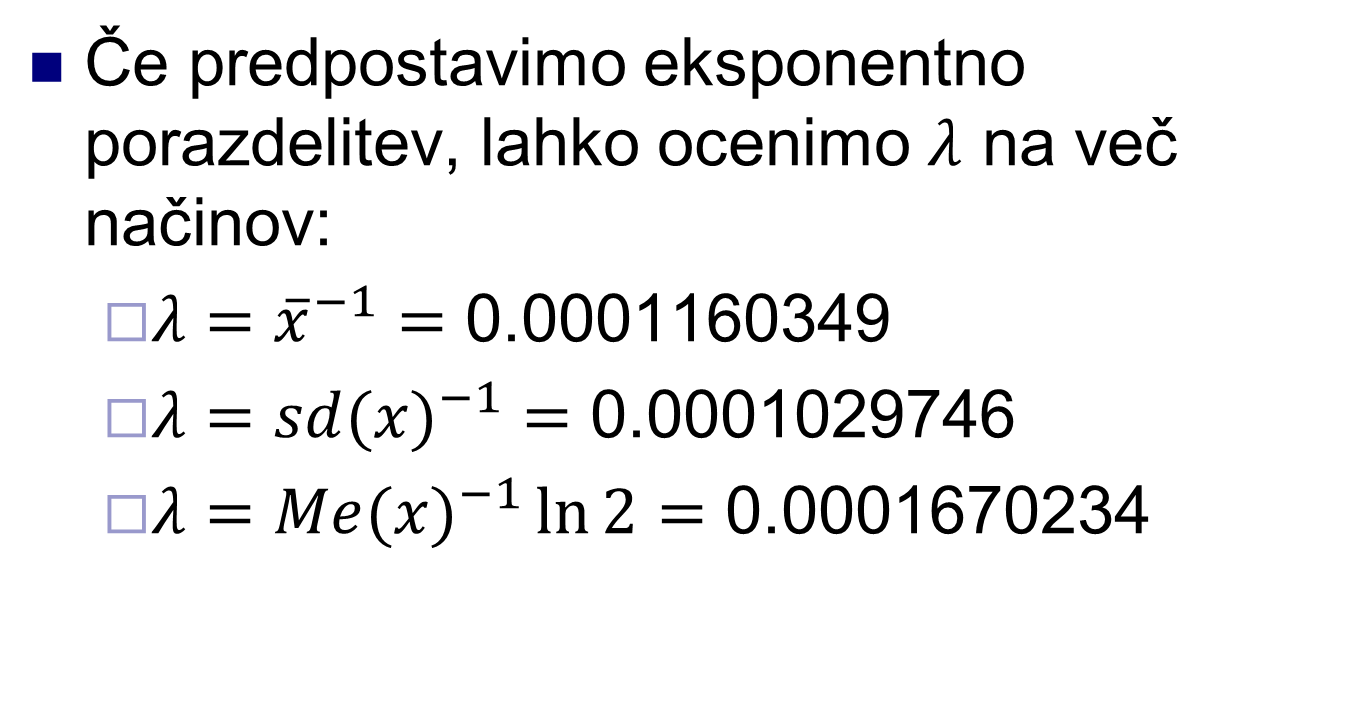 ■ Če predpostavimo eksponentno
porazdelitev, lahko ocenimo λ na več
načinov:
□λ = x̄⁻¹ = 0.0001160349
□λ = sd(x)⁻¹ = 0.0001029746
□λ = Me(x)⁻¹ ln 2 = 0.0001670234